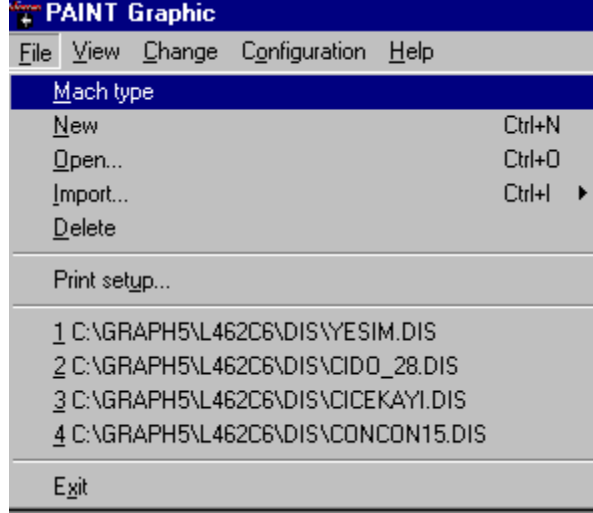 PAINT Graphic
File View Change Configuration Help
Mach type
New Ctrl+N
Open... Ctrl+O
Import... Ctrl+I
Delete
Print setup...
1 C:\GRAPH5\L462C6\DIS\YESIM.DIS
2 C:\GRAPH5\L462C6\DIS\CIDO_28.DIS
3 C:\GRAPH5\L462C6\DIS\CICEKAYI.DIS
4 C:\GRAPH5\L462C6\DIS\CONCON15.DIS
Exit